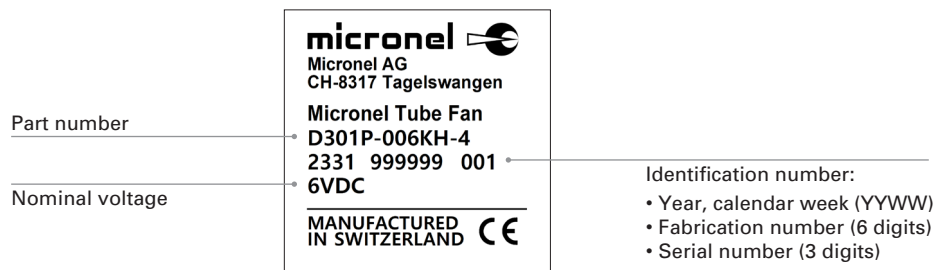 micronel
Micronel AG
CH-8317 Tagelswangen
Micronel Tube Fan
Part number
D301P-006KH-4
2331 999999 001
Nominal voltage
6VDC
Identification number:
• Year, calendar week (YYWW)
• Fabrication number (6 digits)
• Serial number (3 digits)
MANUFACTURED
IN SWITZERLAND CE